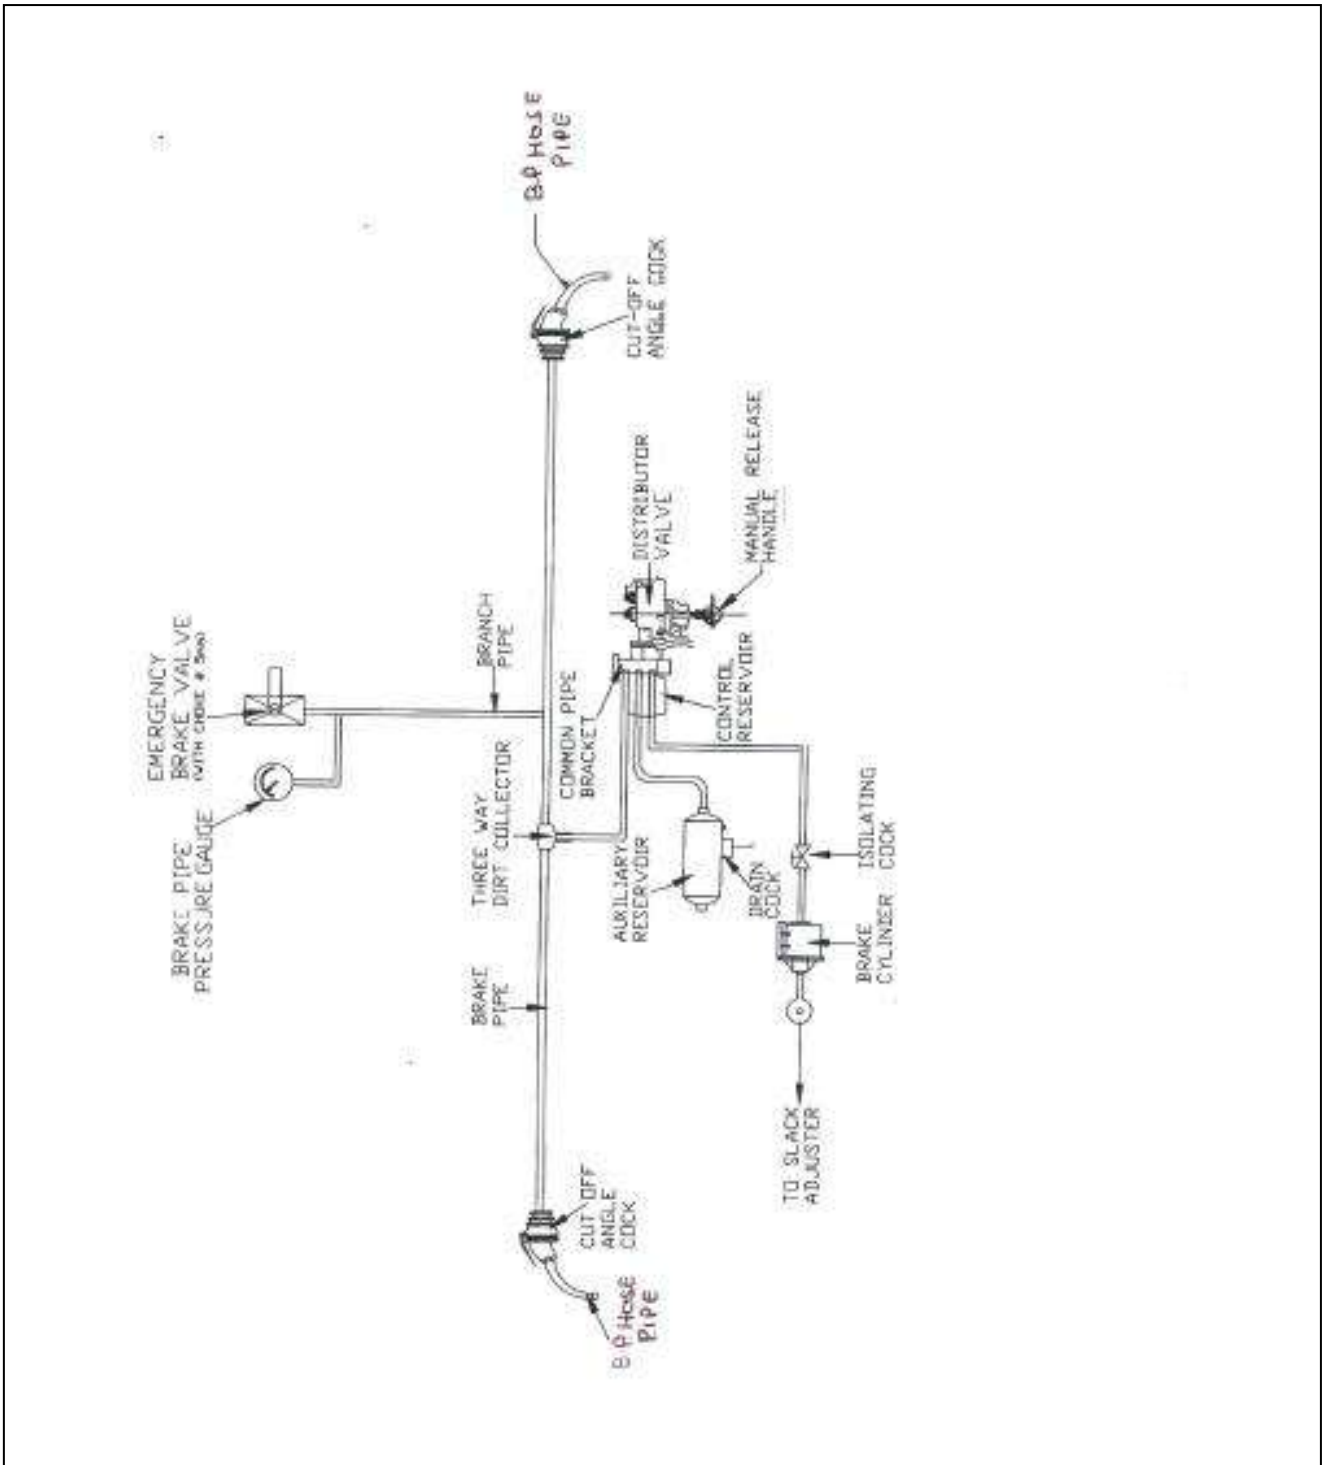 EMERGENCY
BRAKE VALVE
BRAKE PIPE
PRESSURE GAUGE
BRANCH
PIPE
THREE WAY
DIRT COLLECTOR
BRAKE
PIPE
B.P HOSE
PIPE
CUT-OFF
ANGLE COCK
COMMON PIPE
BRACKET
DISTRIBUTOR
VALVE
MANUAL RELEASE
HANDLE
CONTROL
RESERVOIR
AUXILIARY
RESERVOIR
DRAIN
COCK
ISOLATING
COCK
BRAKE
CYLINDER
TO SLACK
ADJUSTER
CUT OFF
ANGLE
COCK
B P HOSE
PIPE